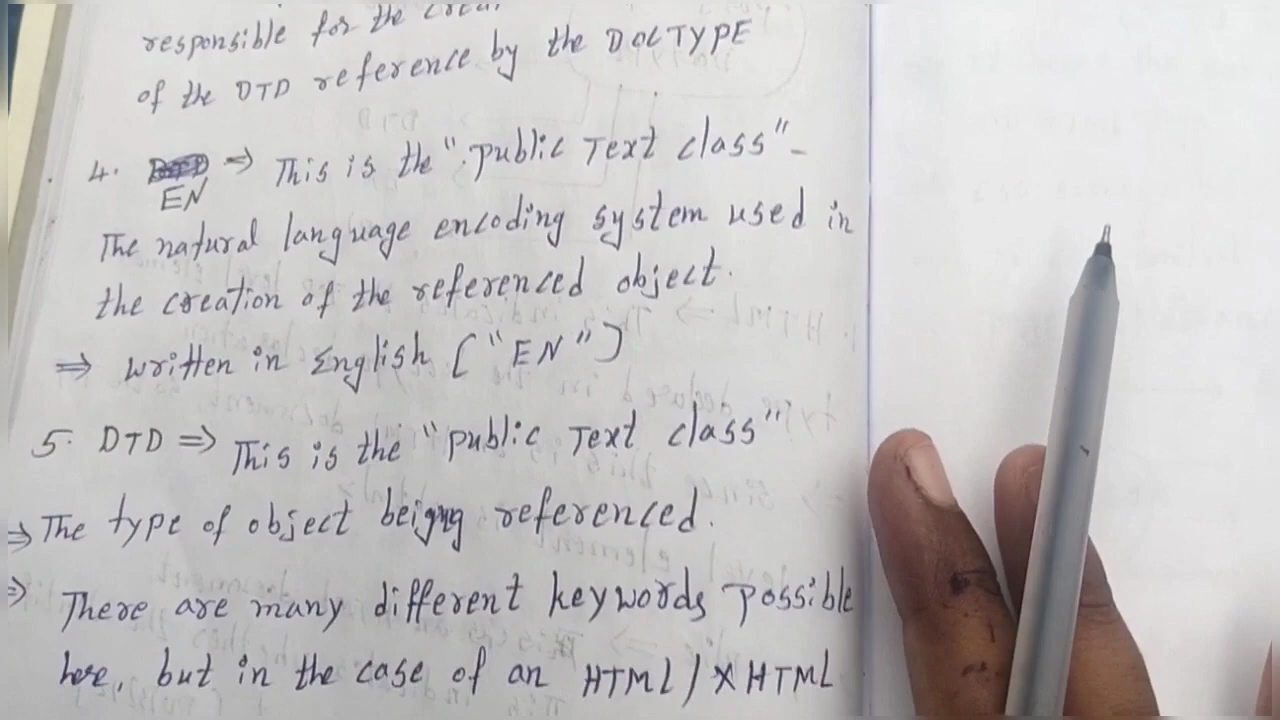 responsible for the
of the DTD reference by the DOCTYPE
4. EN ⇒ This is the "Public Text class" -
The natural language encoding system used in
the creation of the referenced object.
⇒ written in English ["EN"]
5. DTD ⇒ This is the "public Text class"
⇒ The type of object being referenced.
⇒ There are many different keywords possible
here, but in the case of an HTML/XHTML